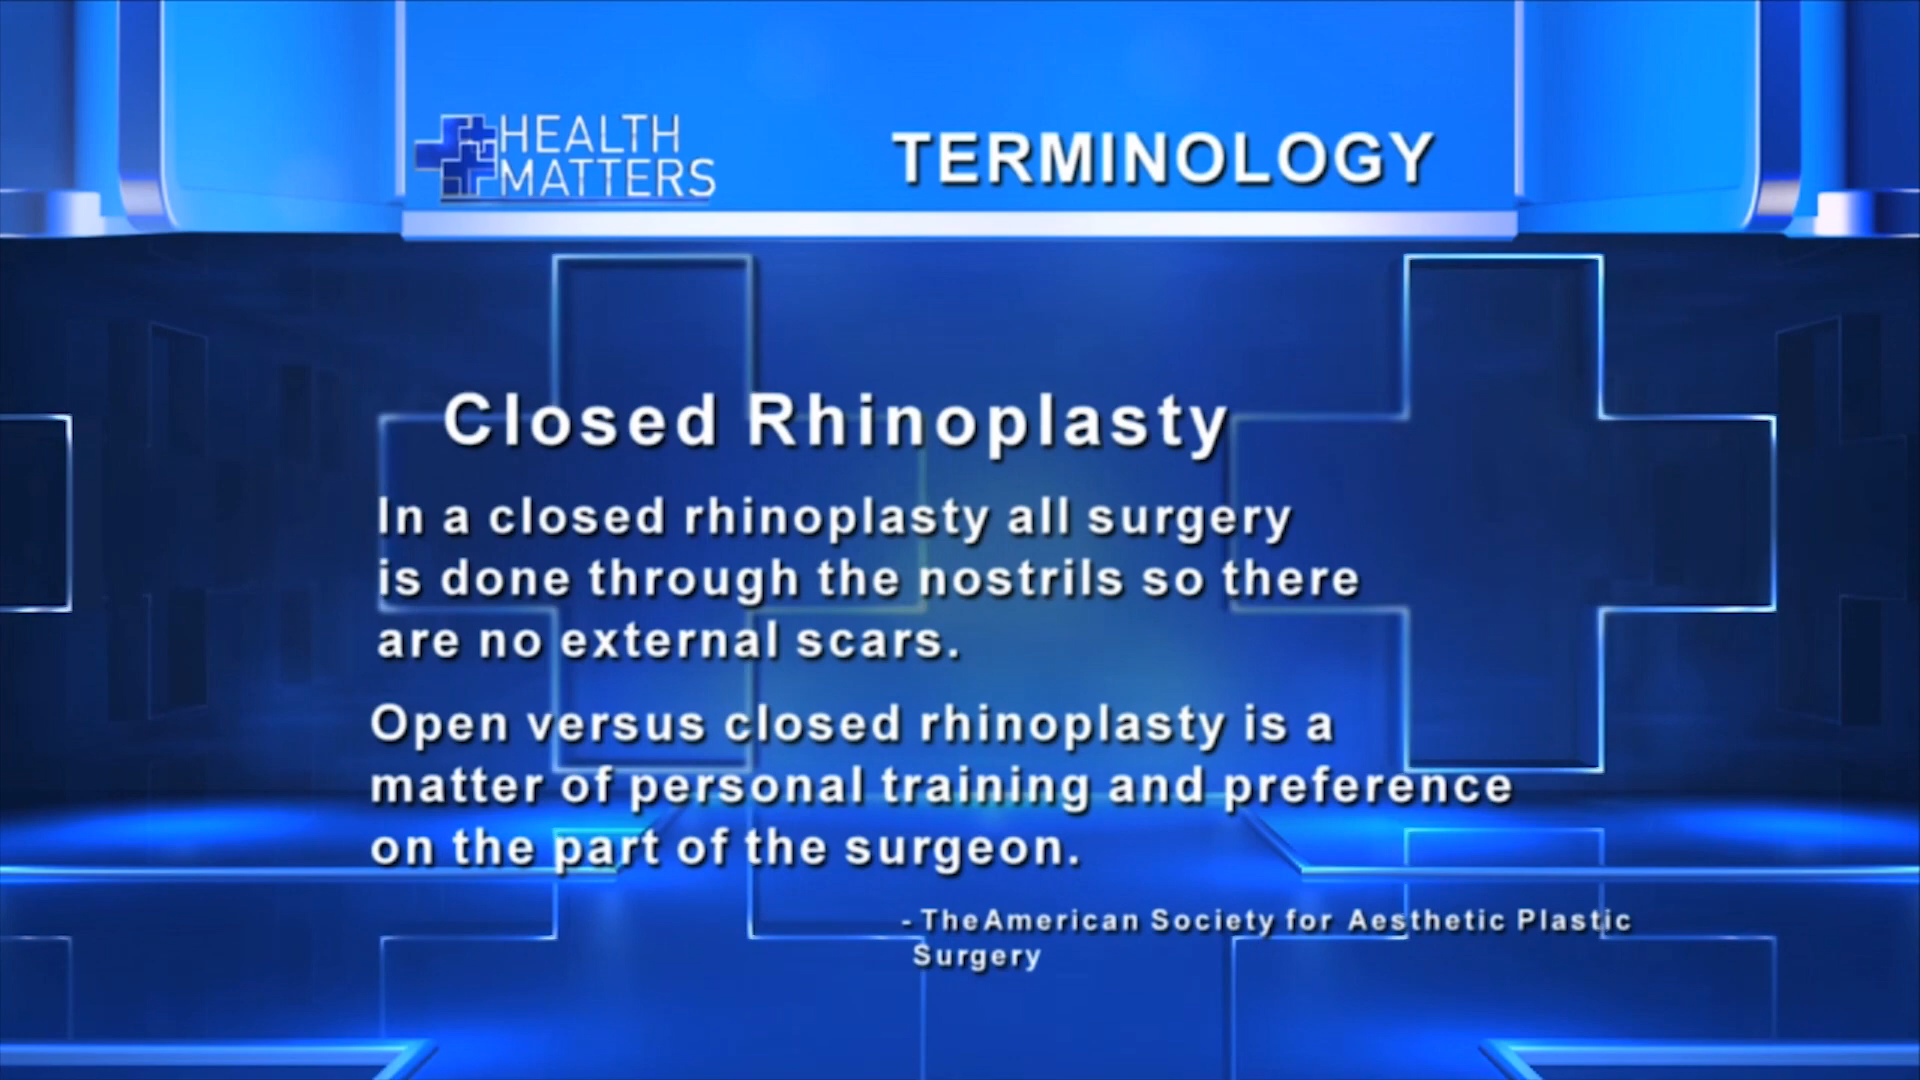 HEALTH
MATTERS
TERMINOLOGY
Closed Rhinoplasty
In a closed rhinoplasty all surgery
is done through the nostrils so there
are no external scars.
Open versus closed rhinoplasty is a
matter of personal training and preference
on the part of the surgeon.
- The American Society for Aesthetic Plastic
Surgery